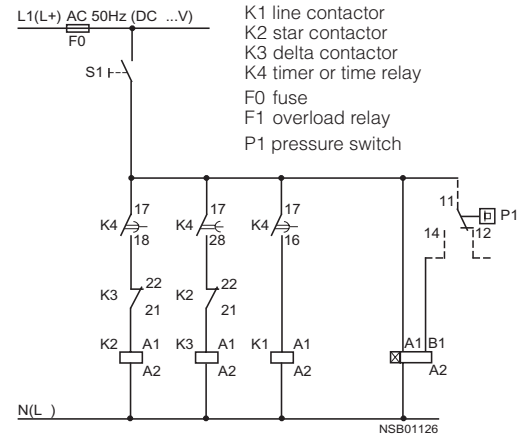 L1(L+) AC 50Hz (DC ...V)
F0
S1
K1 line contactor
K2 star contactor
K3 delta contactor
K4 timer or time relay
F0 fuse
F1 overload relay
P1 pressure switch
17 17 17 11 P1
K4 K4 K4 14 12
18 28 16
22 22
K3 K2
21 21
K2 A1 K3 A1 K1 A1 A1 B1
A2 A2 A2 A2
N(L )
NSB01126